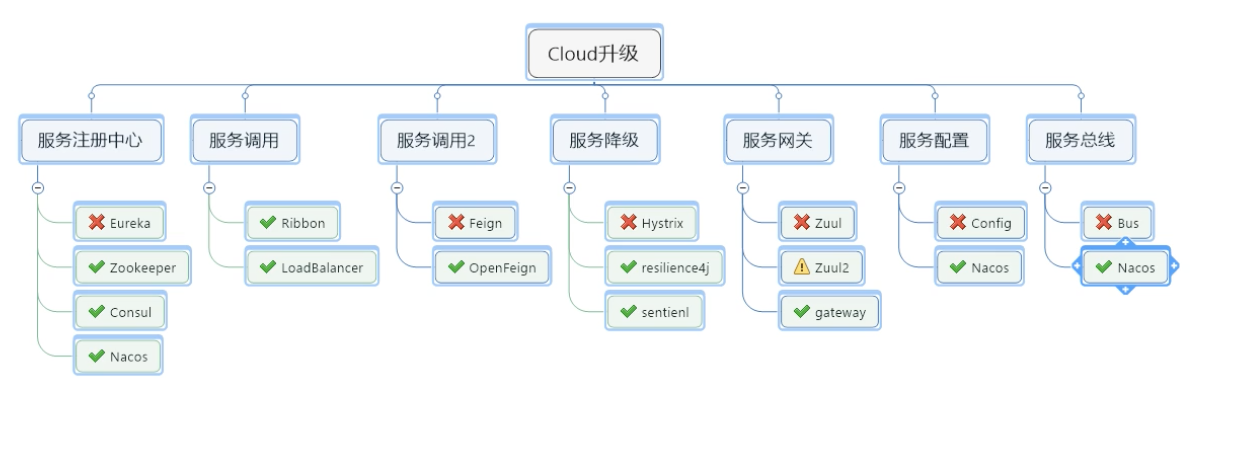 Cloud升级
服务注册中心
服务调用
服务调用2
服务降级
服务网关
服务配置
服务总线
Eureka
Zookeeper
Consul
Nacos
Ribbon
LoadBalancer
Feign
OpenFeign
Hystrix
resilience4j
sentienl
Zuul
Zuul2
gateway
Config
Nacos
Bus
Nacos